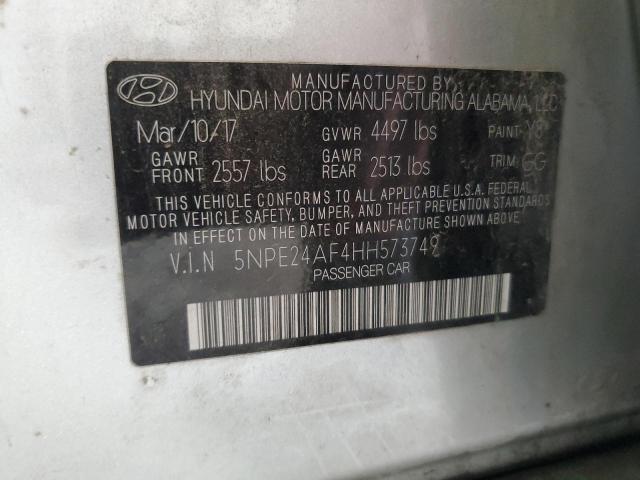 MANUFACTURED BY
HYUNDAI MOTOR MANUFACTURING ALABAMA, LLC
Mar/10/17 GVWR 4497 lbs PAINT: Y8
GAWR FRONT 2557 lbs GAWR REAR 2513 lbs TRIM: GG
THIS VEHICLE CONFORMS TO ALL APPLICABLE U.S.A. FEDERAL
MOTOR VEHICLE SAFETY, BUMPER, AND THEFT PREVENTION STANDARDS
IN EFFECT ON THE DATE OF MANUFACTURE SHOWN ABOVE.
V.I.N 5NPE24AF4HH573749
PASSENGER CAR